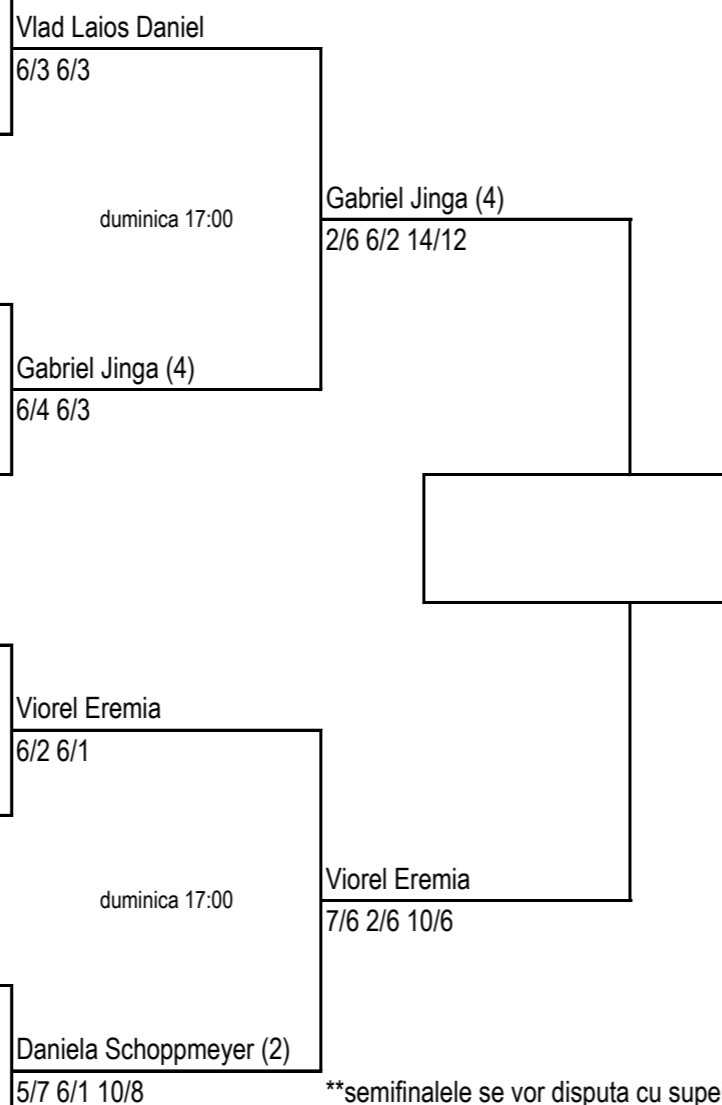 Vlad Laios Daniel
6/3 6/3
duminica 17:00
Gabriel Jinga (4)
2/6 6/2 14/12
Gabriel Jinga (4)
6/4 6/3
Viorel Eremia
6/2 6/1
duminica 17:00
Viorel Eremia
7/6 2/6 10/6
Daniela Schoppmeyer (2)
5/7 6/1 10/8
**semifinalele se vor disputa cu supe